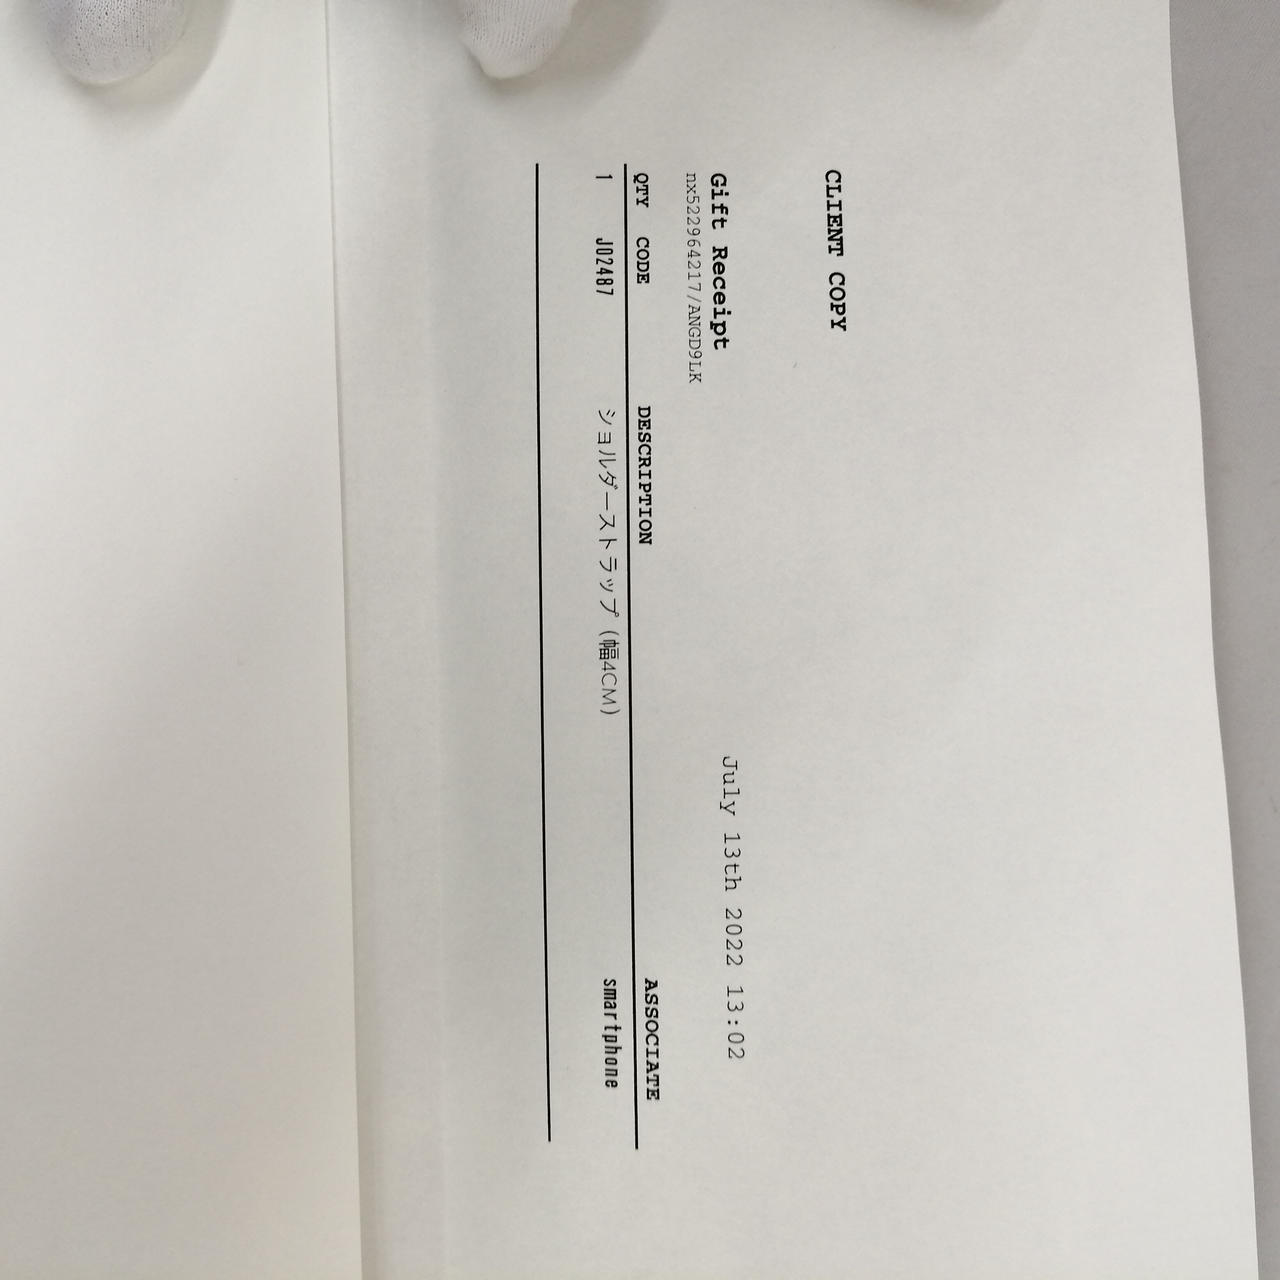 CLIENT COPY
Gift Receipt July 13th 2022 13:02
nx522964217/ANGD9LK
QTY CODE DESCRIPTION ASSOCIATE
1 J02487 ショルダーストラップ (幅4CM) smartphone